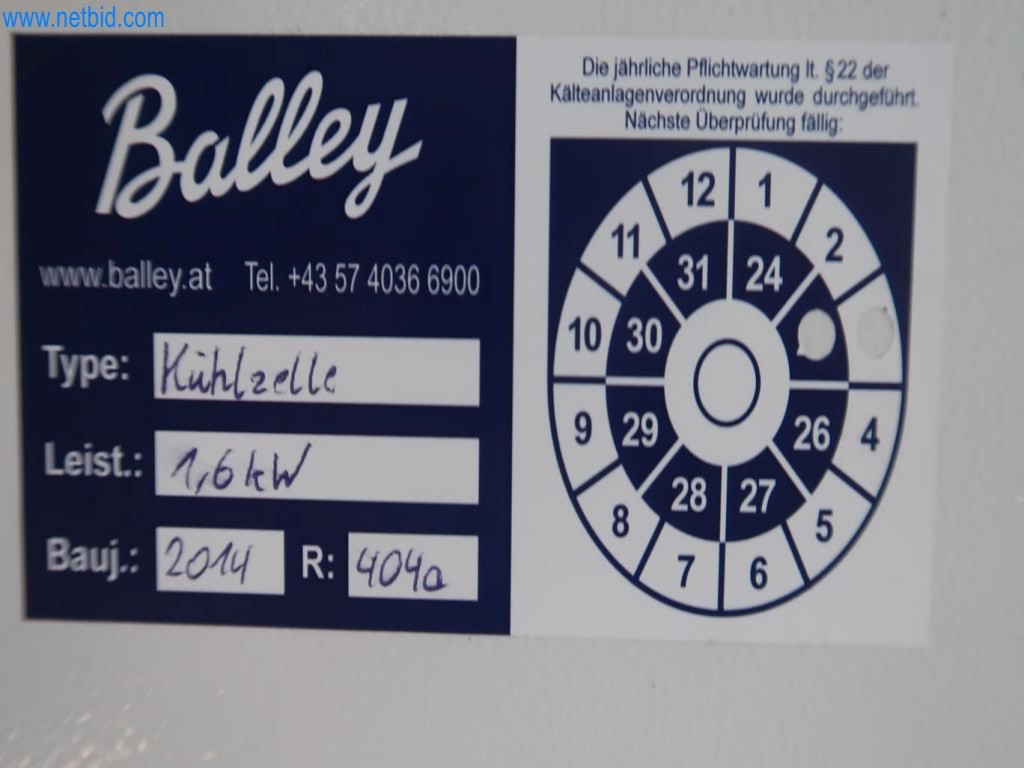 www.netbid.com
Balley
www.balley.at Tel. +43 57 4036 6900
Type: Kühlzelle
Leist.: 1,6 kW
Bauj.: 2014 R: 404a
Die jährliche Pflichtwartung lt. §22 der
Kälteanlagenverordnung wurde durchgeführt.
Nächste Überprüfung fällig:
12 1
11 2
31 24
10 30
9 29 26 4
28 27
8 5
7 6